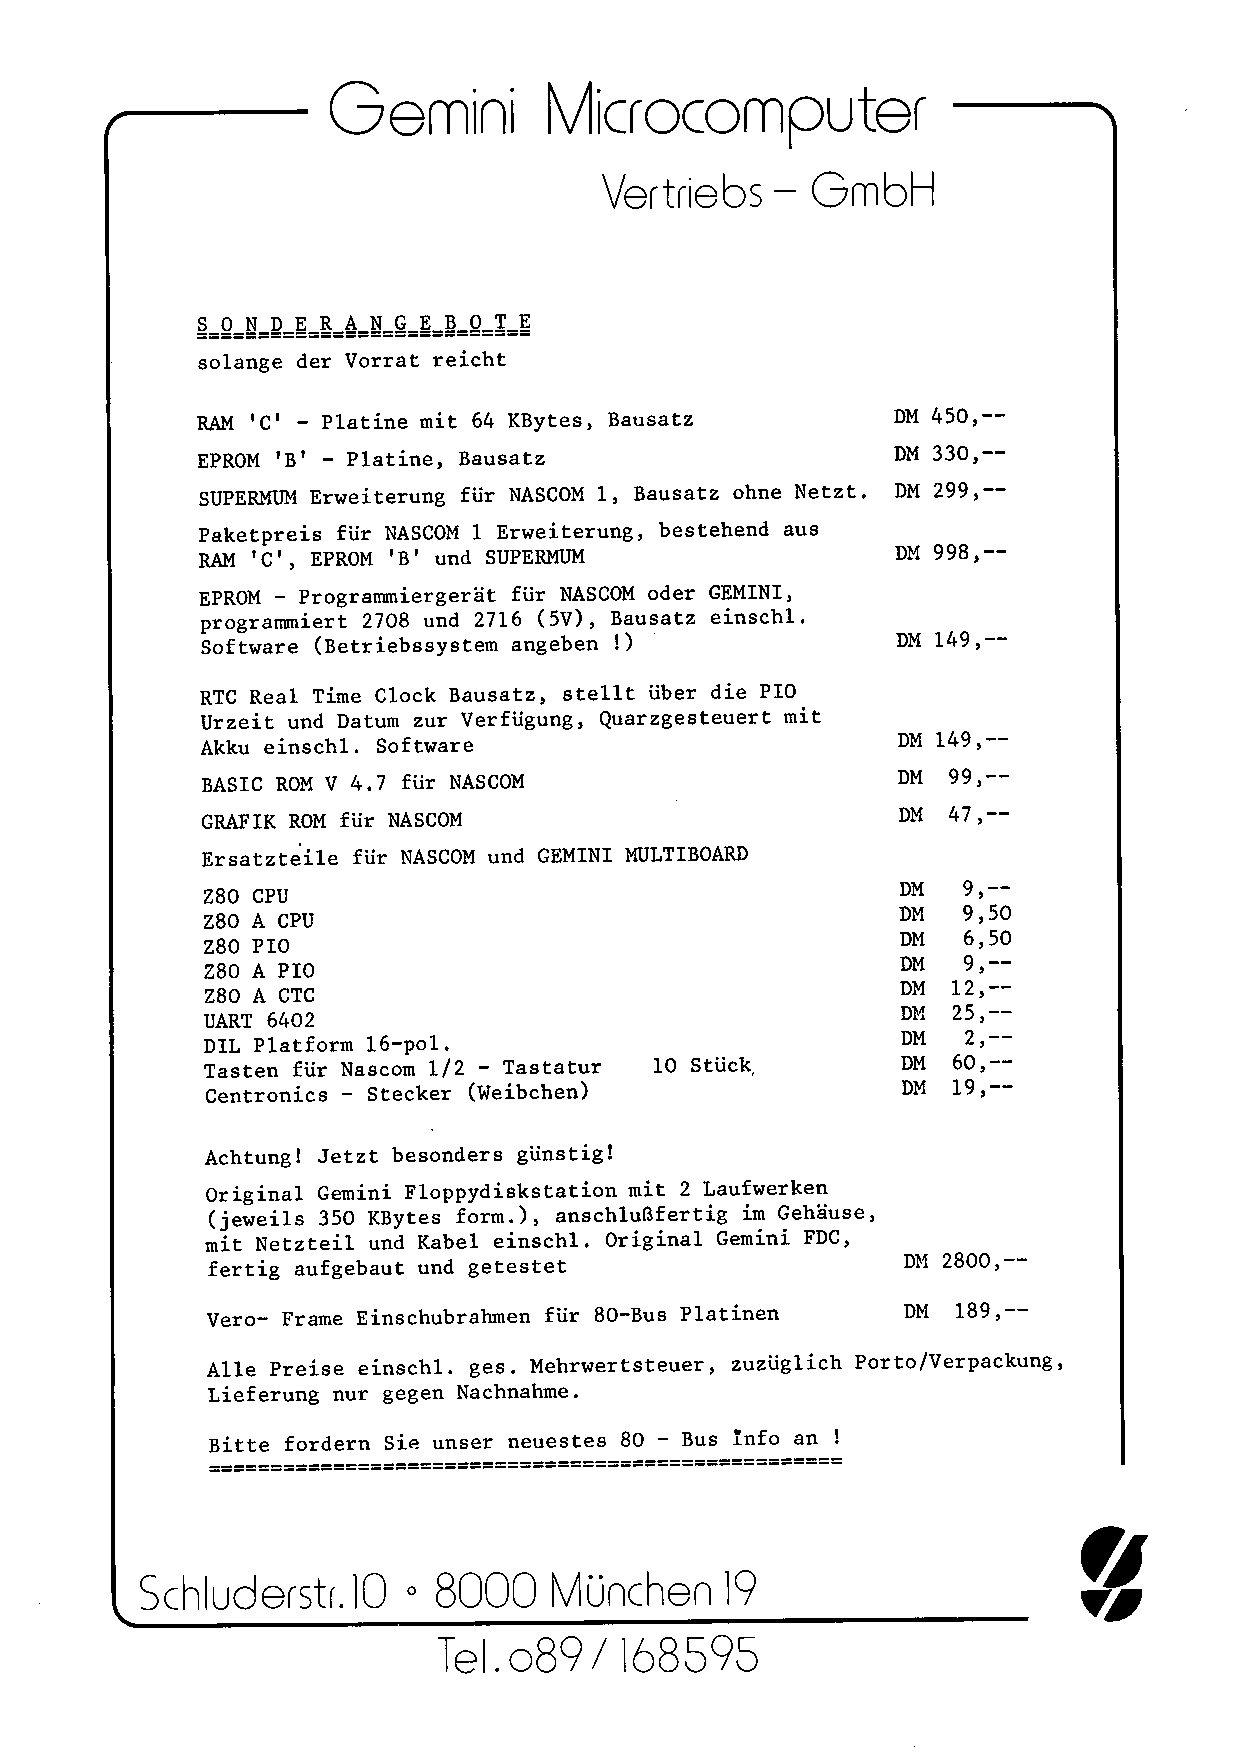 Gemini Microcomputer
Vertriebs – GmbH
S_O_N_D_E_R_A_N_G_E_B_O_T_E
solange der Vorrat reicht
RAM 'C' - Platine mit 64 KBytes, Bausatz DM 450,--
EPROM 'B' - Platine, Bausatz DM 330,--
SUPERMUM Erweiterung für NASCOM 1, Bausatz ohne Netzt. DM 299,--
Paketpreis für NASCOM 1 Erweiterung, bestehend aus
RAM 'C', EPROM 'B' und SUPERMUM DM 998,--
EPROM - Programmiergerät für NASCOM oder GEMINI,
programmiert 2708 und 2716 (5V), Bausatz einschl.
Software (Betriebssystem angeben !) DM 149,--
RTC Real Time Clock Bausatz, stellt über die PIO
Urzeit und Datum zur Verfügung, Quarzgesteuert mit
Akku einschl. Software DM 149,--
BASIC ROM V 4.7 für NASCOM DM 99,--
GRAFIK ROM für NASCOM DM 47,--
Ersatzteile für NASCOM und GEMINI MULTIBOARD
Z80 CPU DM 9,--
Z80 A CPU DM 9,50
Z80 PIO DM 6,50
Z80 A PIO DM 9,--
Z80 A CTC DM 12,--
UART 6402 DM 25,--
DIL Platform 16-pol. DM 2,--
Tasten für Nascom 1/2 - Tastatur 10 Stück DM 60,--
Centronics - Stecker (Weibchen) DM 19,--
Achtung! Jetzt besonders günstig!
Original Gemini Floppydiskstation mit 2 Laufwerken
(jeweils 350 KBytes form.), anschlußfertig im Gehäuse,
mit Netzteil und Kabel einschl. Original Gemini FDC,
fertig aufgebaut und getestet DM 2800,--
Vero- Frame Einschubrahmen für 80-Bus Platinen DM 189,--
Alle Preise einschl. ges. Mehrwertsteuer, zuzüglich Porto/Verpackung,
Lieferung nur gegen Nachnahme.
Bitte fordern Sie unser neuestes 80 - Bus Info an !
===================================================
Schluderstr.10 ° 8000 München 19
Tel.o89/168595